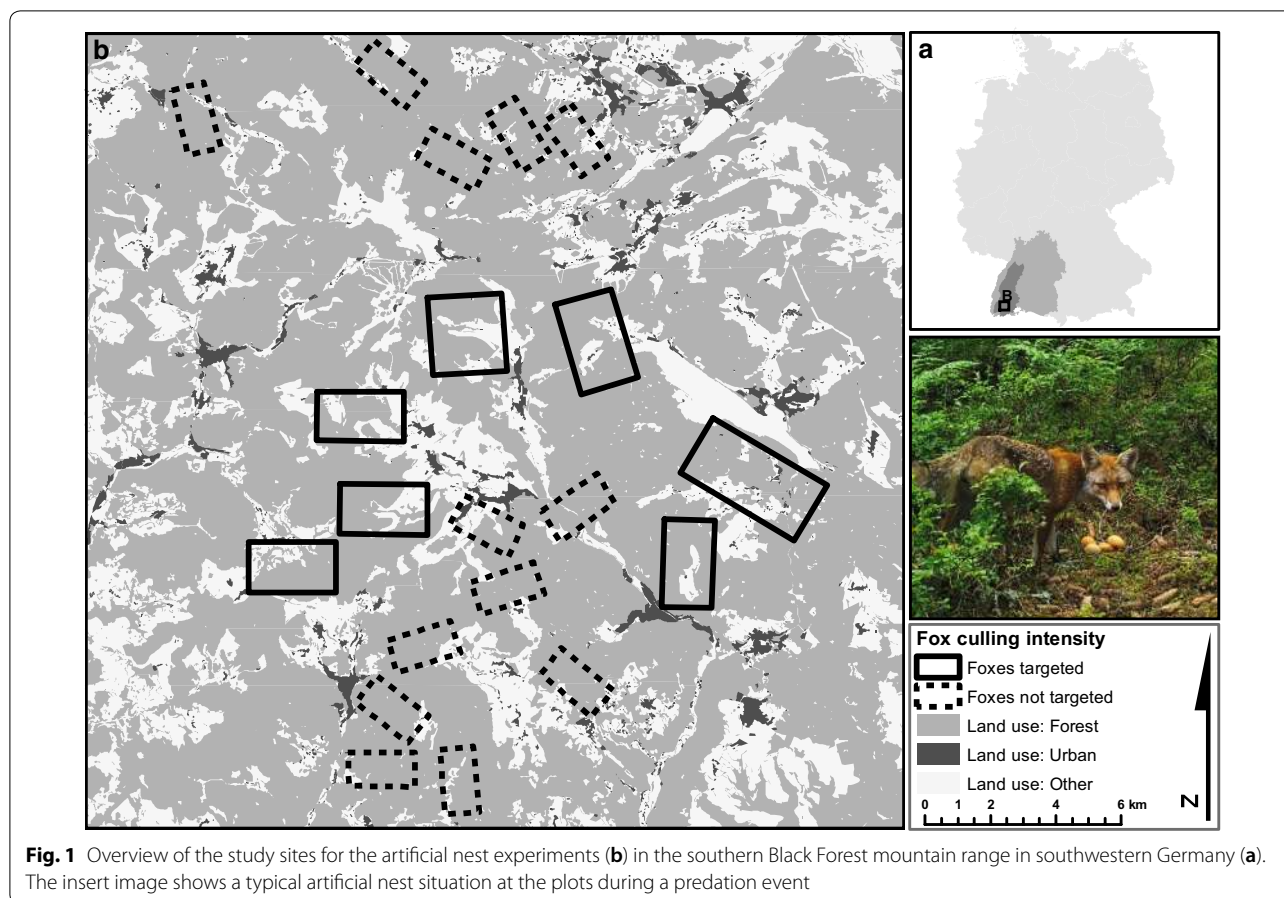 b
a
B
Fox culling intensity
Foxes targeted
Foxes not targeted
Land use: Forest
Land use: Urban
Land use: Other
0 1 2 4 6 km
N
Fig. 1 Overview of the study sites for the artificial nest experiments (b) in the southern Black Forest mountain range in southwestern Germany (a).
The insert image shows a typical artificial nest situation at the plots during a predation event